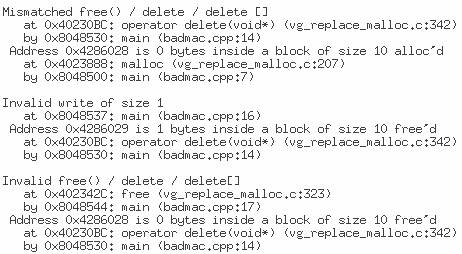 Mismatched free() / delete / delete []
at 0x40230BC: operator delete(void*) (vg_replace_malloc.c:342)
by 0x8048530: main (badmac.cpp:14)
Address 0x4286028 is 0 bytes inside a block of size 10 alloc'd
at 0x4023888: malloc (vg_replace_malloc.c:207)
by 0x8048500: main (badmac.cpp:7)
Invalid write of size 1
at 0x8048537: main (badmac.cpp:16)
Address 0x4286029 is 1 bytes inside a block of size 10 free'd
at 0x40230BC: operator delete(void*) (vg_replace_malloc.c:342)
by 0x8048530: main (badmac.cpp:14)
Invalid free() / delete / delete[]
at 0x402342C: free (vg_replace_malloc.c:323)
by 0x8048544: main (badmac.cpp:17)
Address 0x4286028 is 0 bytes inside a block of size 10 free'd
at 0x40230BC: operator delete(void*) (vg_replace_malloc.c:342)
by 0x8048530: main (badmac.cpp:14)